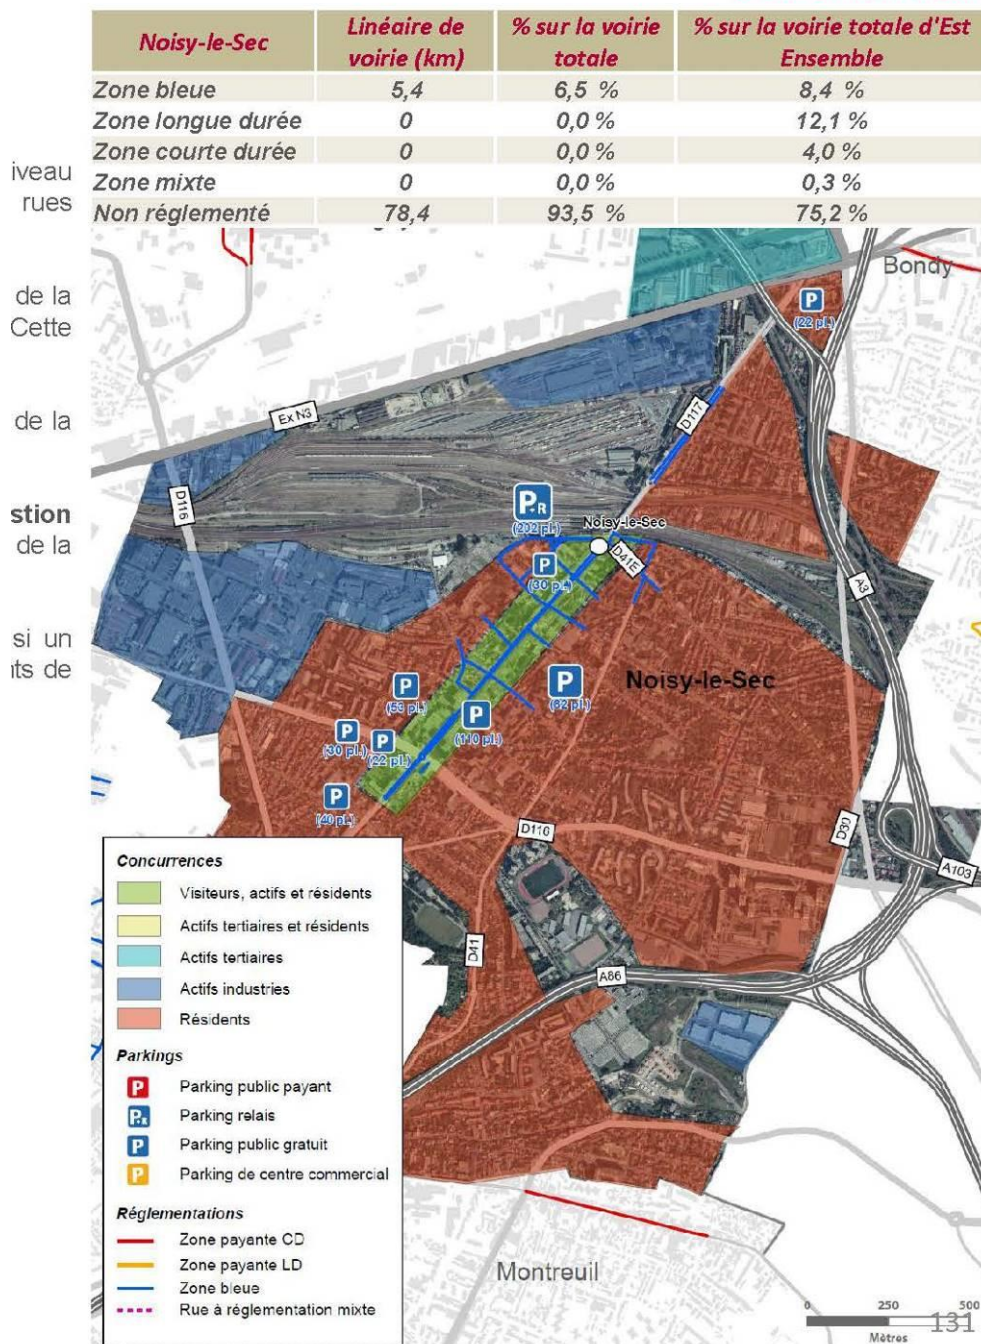 Noisy-le-Sec Linéaire de voirie (km) % sur la voirie totale % sur la voirie totale d'Est Ensemble
Zone bleue 5,4 6,5 % 8,4 %
Zone longue durée 0 0,0 % 12,1 %
Zone courte durée 0 0,0 % 4,0 %
Zone mixte 0 0,0 % 0,3 %
Non réglementé 78,4 93,5 % 75,2 %
iveau
rues
de la
Cette
de la
stion
de la
si un
ts de
Bondy
P
(22 pl.)
Ex N3
D117
D116
P+R
(202 pl.)
Noisy-le-Sec
D41E
P
(30 pl.)
A3
Noisy-le-Sec
P
(82 pl.)
P
(53 pl.)
P
(110 pl.)
P
(30 pl.)
P
(22 pl.)
P
(40 pl.)
D110
D30
A103
D41
A86
Montreuil
Concurrences
Visiteurs, actifs et résidents
Actifs tertiaires et résidents
Actifs tertiaires
Actifs industries
Résidents
Parkings
P Parking public payant
P+R Parking relais
P Parking public gratuit
P Parking de centre commercial
Réglementations
Zone payante CD
Zone payante LD
Zone bleue
Rue à réglementation mixte
0 250 500
Mètres
131